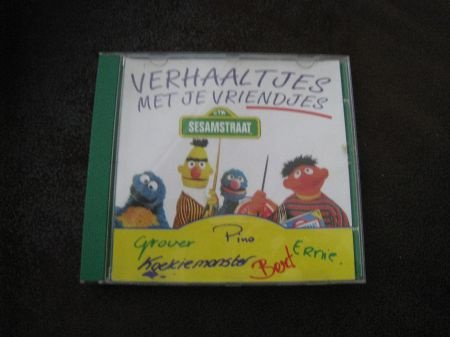 VERHAALTJES
MET JE VRIENDJES
SESAMSTRAAT
Grover Pino ERnie.
Koekiemonster Bert